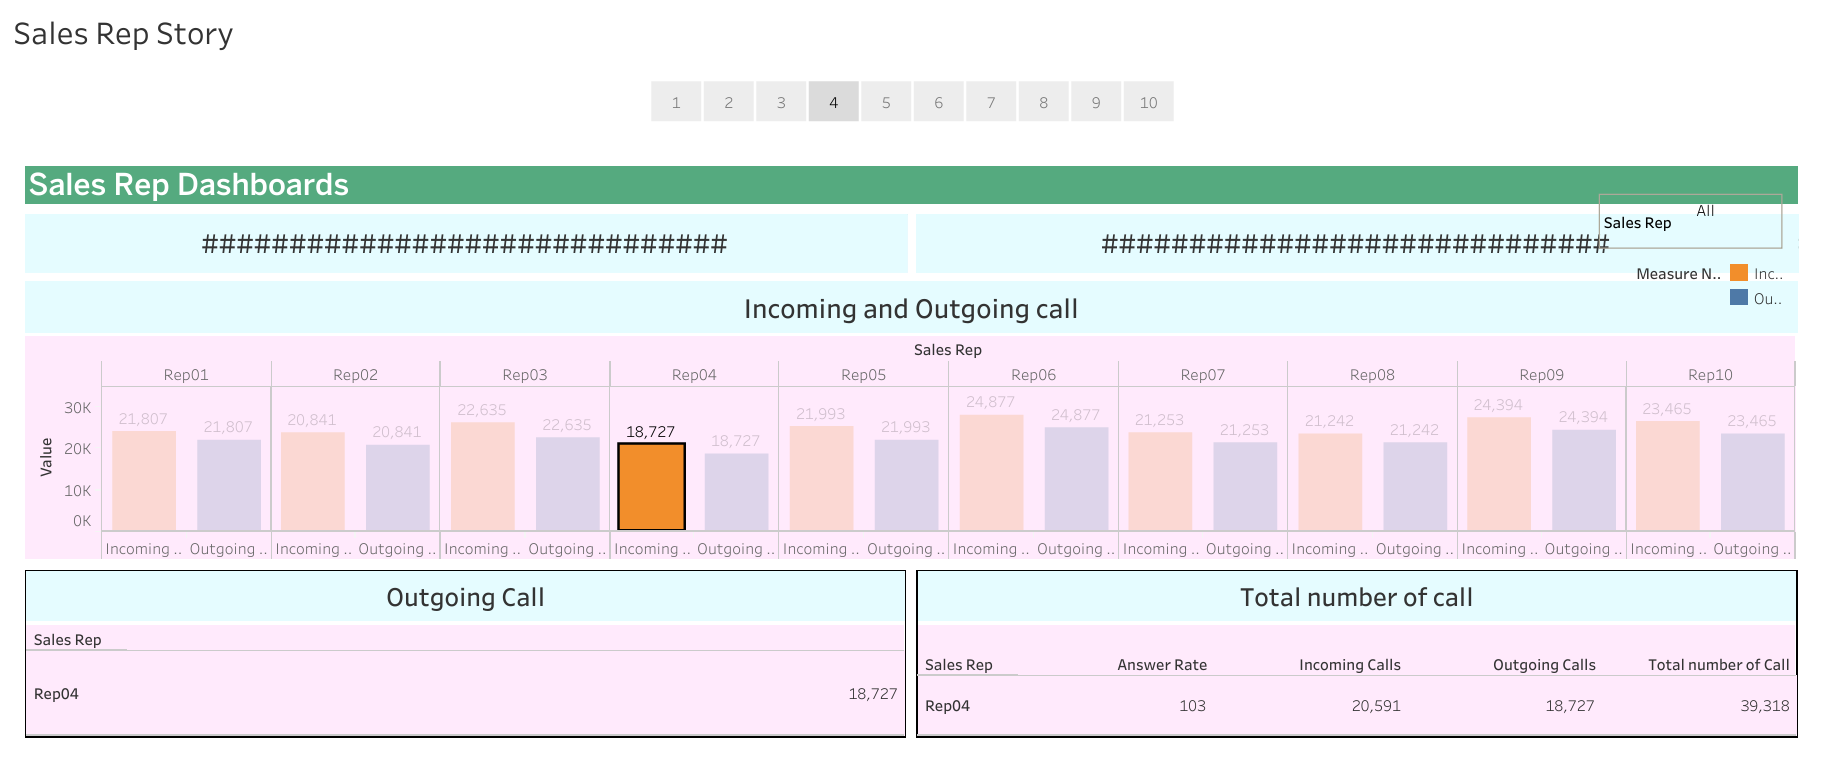 Sales Rep Story
1 2 3 4 5 6 7 8 9 10
Sales Rep Dashboards
All
Sales Rep
############################## #############################
Measure N.. Inc..
Ou..
Incoming and Outgoing call
Sales Rep
Rep01 Rep02 Rep03 Rep04 Rep05 Rep06 Rep07 Rep08 Rep09 Rep10
Value
30K
20K
10K
0K
21,807 21,807 20,841 20,841 22,635 22,635 18,727 18,727 21,993 21,993 24,877 24,877 21,253 21,253 21,242 21,242 24,394 24,394 23,465 23,465
Incoming .. Outgoing .. Incoming .. Outgoing .. Incoming .. Outgoing .. Incoming .. Outgoing .. Incoming .. Outgoing .. Incoming .. Outgoing .. Incoming .. Outgoing .. Incoming .. Outgoing .. Incoming .. Outgoing .. Incoming .. Outgoing ..
Outgoing Call
Sales Rep
Rep04 18,727
Total number of call
Sales Rep Answer Rate Incoming Calls Outgoing Calls Total number of Call
Rep04 103 20,591 18,727 39,318